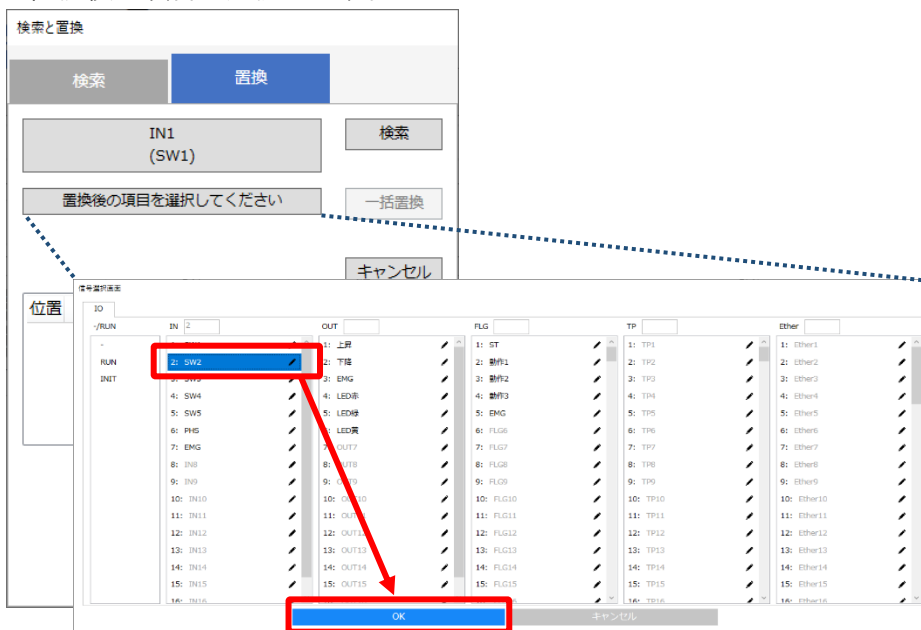 検索と置換
検索
置換
IN1
(SW1)
検索
置換後の項目を選択してください
一括置換
キャンセル
位置
信号選択画面
IO
-/RUN IN 2 OUT FLG TP Ether
- 1: 上昇 1: ST 1: TP1 1: Ether1
RUN 2: SW2 2: 下降 2: 動作1 2: TP2 2: Ether2
INIT 3: EMG 3: 動作2 3: TP3 3: Ether3
4: SW4 4: LED赤 4: 動作3 4: TP4 4: Ether4
5: SW5 5: LED緑 5: EMG 5: TP5 5: Ether5
6: PHS LED黄 6: FLG6 6: TP6 6: Ether6
7: EMG 7: OUT7 7: FLG7 7: TP7 7: Ether7
8: IN8 8: OUT8 8: FLG8 8: TP8 8: Ether8
9: IN9 9: 9: FLG9 9: TP9 9: Ether9
10: IN10 10: 10: FLG10 10: TP10 10: Ether10
11: IN11 11: 11: FLG11 11: TP11 11: Ether11
12: IN12 12: 12: FLG12 12: TP12 12: Ether12
13: IN13 13: OUT13 13: FLG13 13: TP13 13: Ether13
14: IN14 14: OUT14 14: FLG14 14: TP14 14: Ether14
15: IN15 15: OUT15 15: FLG15 15: TP15 15: Ether15
16: IN16 16: FLG16 16: TP16 16: Ether16
OK キャンセル